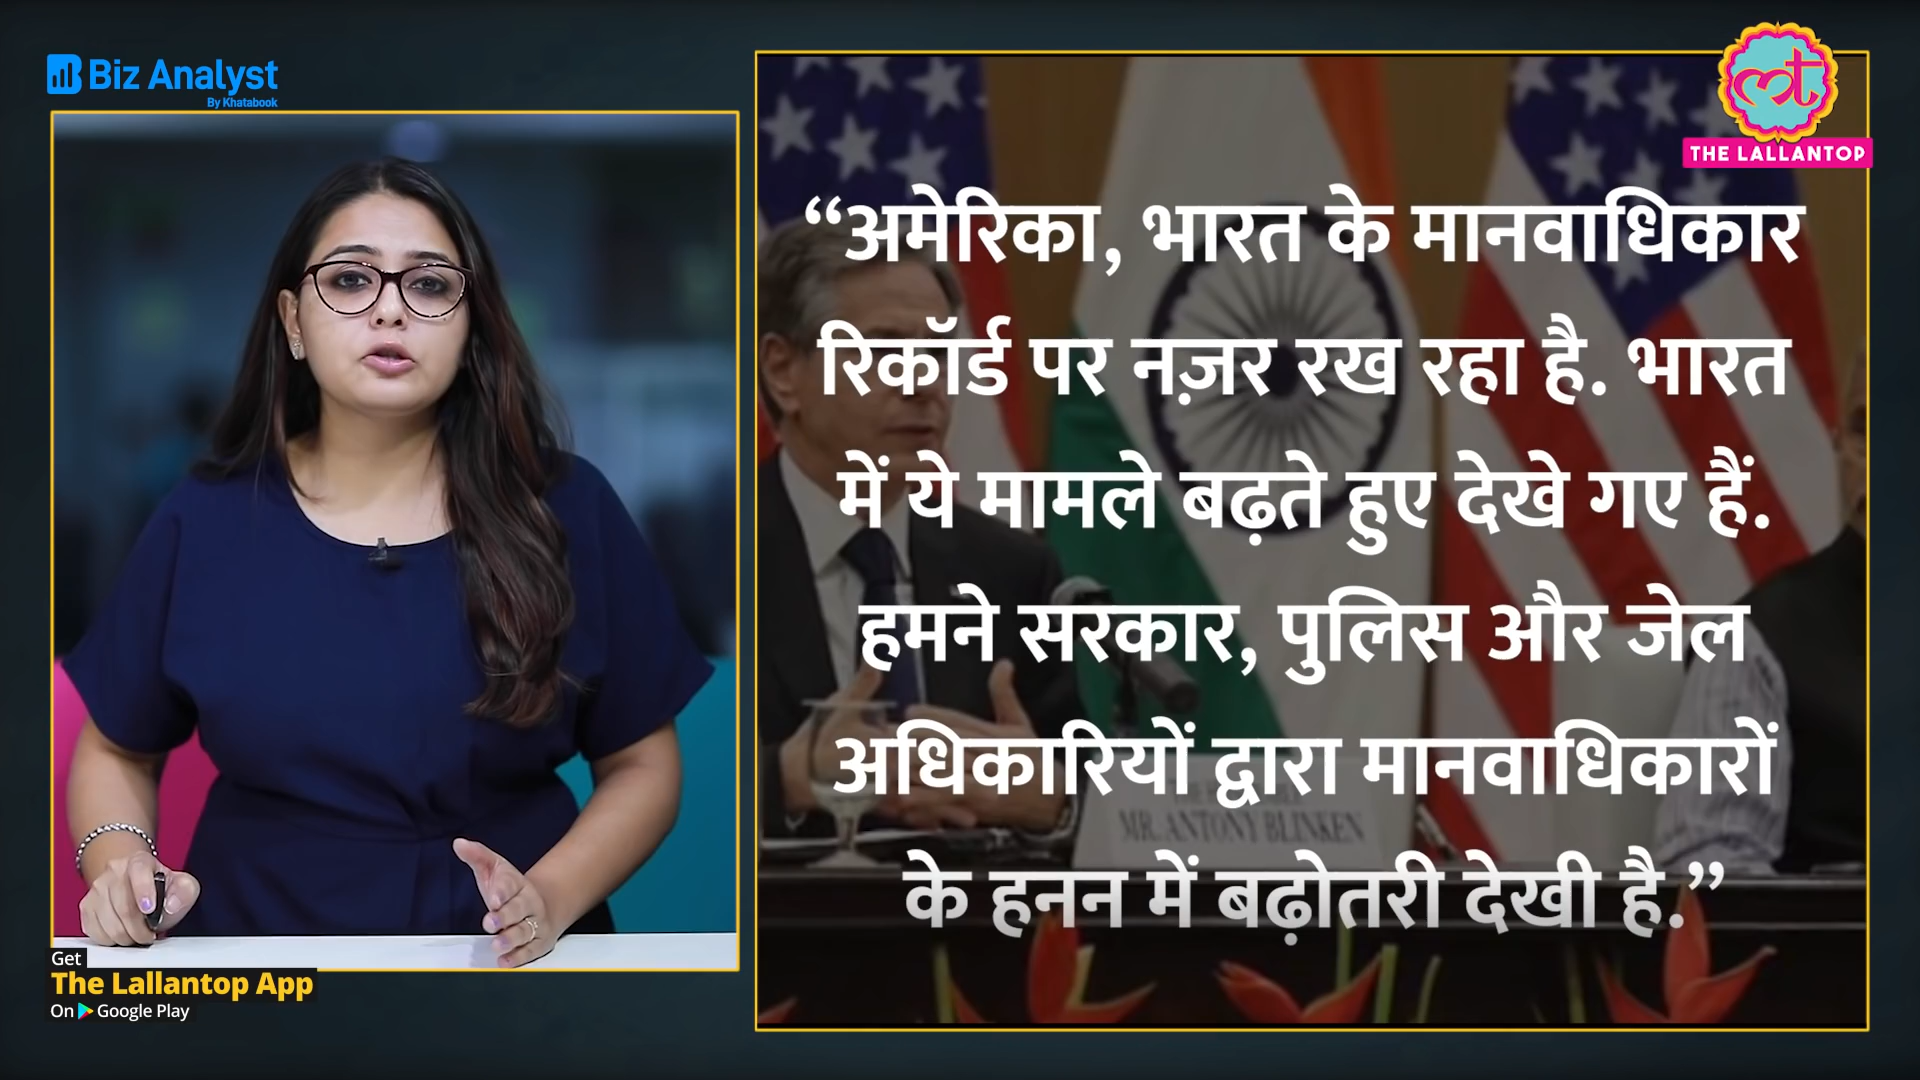 Biz Analyst
By Khatabook
THE LALLANTOP
“अमेरिका, भारत के मानवाधिकार
रिकॉर्ड पर नज़र रख रहा है. भारत
में ये मामले बढ़ते हुए देखे गए हैं.
हमने सरकार, पुलिस और जेल
अधिकारियों द्वारा मानवाधिकारों
के हनन में बढ़ोतरी देखी है.”
MR. ANTONY BLINKEN
Get
The Lallantop App
On Google Play